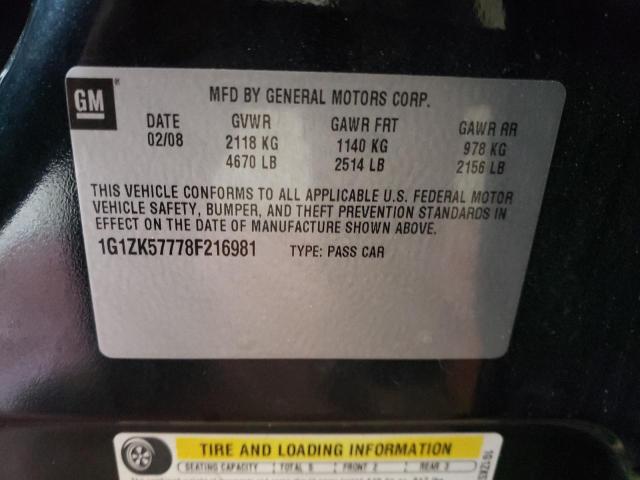 GM
MFD BY GENERAL MOTORS CORP.
DATE GVWR GAWR FRT GAWR RR
02/08 2118 KG 1140 KG 978 KG
4670 LB 2514 LB 2156 LB
THIS VEHICLE CONFORMS TO ALL APPLICABLE U.S. FEDERAL MOTOR
VEHICLE SAFETY, BUMPER, AND THEFT PREVENTION STANDARDS IN
EFFECT ON THE DATE OF MANUFACTURE SHOWN ABOVE.
1G1ZK57778F216981 TYPE: PASS CAR
TIRE AND LOADING INFORMATION
SEATING CAPACITY TOTAL 5 FRONT 2 REAR 3